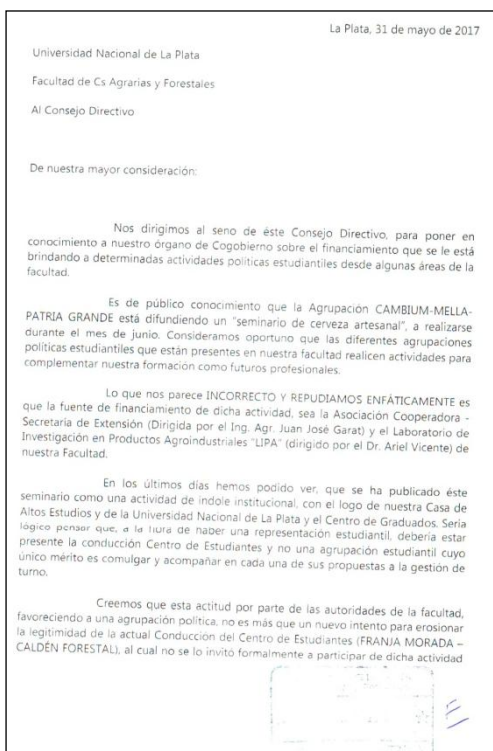 La Plata, 31 de mayo de 2017
Universidad Nacional de La Plata
Facultad de Cs Agrarias y Forestales
Al Consejo Directivo
De nuestra mayor consideración:
Nos dirigimos al seno de éste Consejo Directivo, para poner en
conocimiento a nuestro órgano de Cogobierno sobre el financiamiento que se le está
brindando a determinadas actividades políticas estudiantiles desde algunas áreas de la
facultad.
Es de público conocimiento que la Agrupación CAMBIUM-MELLA-
PATRIA GRANDE está difundiendo un "seminario de cerveza artesanal", a realizarse
durante el mes de junio. Consideramos oportuno que las diferentes agrupaciones
políticas estudiantiles que están presentes en nuestra facultad realicen actividades para
complementar nuestra formación como futuros profesionales.
Lo que nos parece INCORRECTO Y REPUDIAMOS ENFÁTICAMENTE es
que la fuente de financiamiento de dicha actividad, sea la Asociación Cooperadora -
Secretaria de Extensión (Dirigida por el Ing. Agr. Juan José Garat) y el Laboratorio de
Investigación en Productos Agroindustriales "LIPA" (dirigido por el Dr. Ariel Vicente) de
nuestra Facultad.
En los últimos días hemos podido ver, que se ha publicado éste
seminario como una actividad de indole institucional, con el logo de nuestra Casa de
Altos Estudios y de la Universidad Nacional de La Plata y el Centro de Graduados. Sería
lógico pensar que, a la hora de haber una representación estudiantil, debería estar
presente la conducción Centro de Estudiantes y no una agrupación estudiantil cuyo
único mérito es comulgar y acompañar en cada una de sus propuestas a la gestión de
turno.
Creemos que esta actitud por parte de las autoridades de la facultad,
favoreciendo a una agrupación política, no es más que un nuevo intento para erosionar
la legitimidad de la actual Conducción del Centro de Estudiantes (FRANJA MORADA –
CALDÉN FORESTAL), al cual no se lo invitó formalmente a participar de dicha actividad